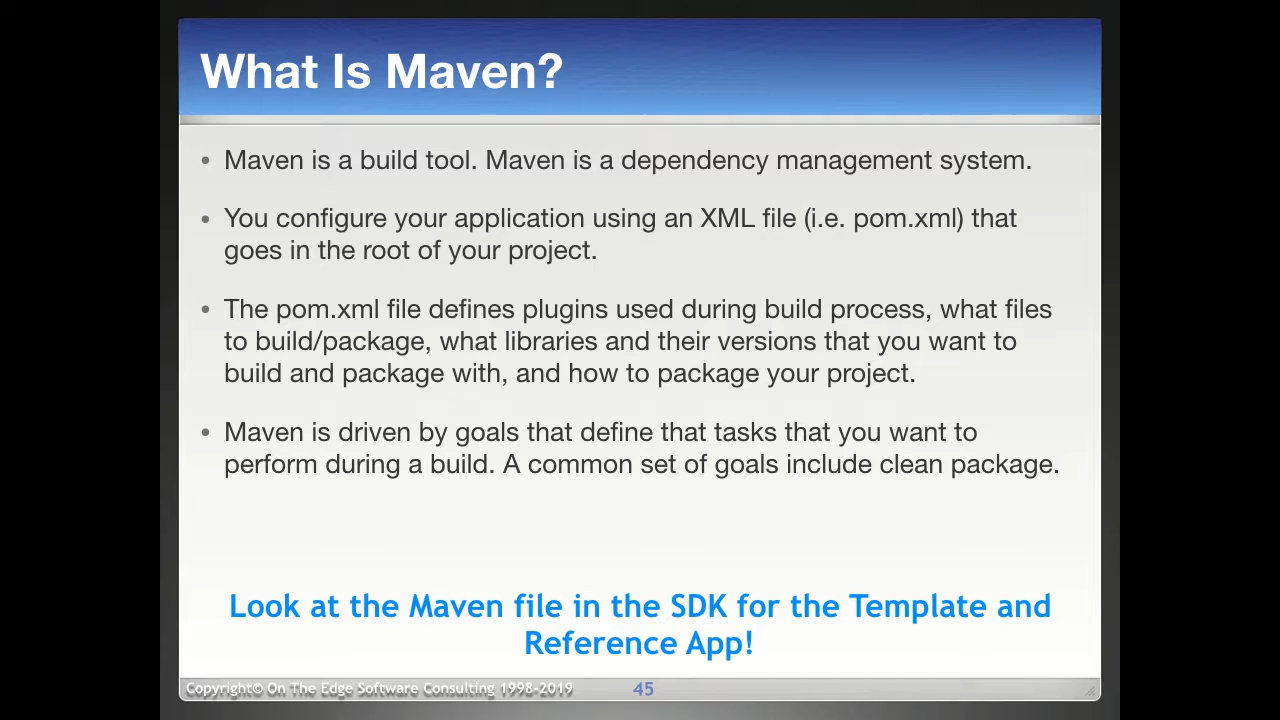 What Is Maven?
• Maven is a build tool. Maven is a dependency management system.
• You configure your application using an XML file (i.e. pom.xml) that
goes in the root of your project.
• The pom.xml file defines plugins used during build process, what files
to build/package, what libraries and their versions that you want to
build and package with, and how to package your project.
• Maven is driven by goals that define that tasks that you want to
perform during a build. A common set of goals include clean package.
Look at the Maven file in the SDK for the Template and
Reference App!
Copyright© On The Edge Software Consulting 1998-2019
45